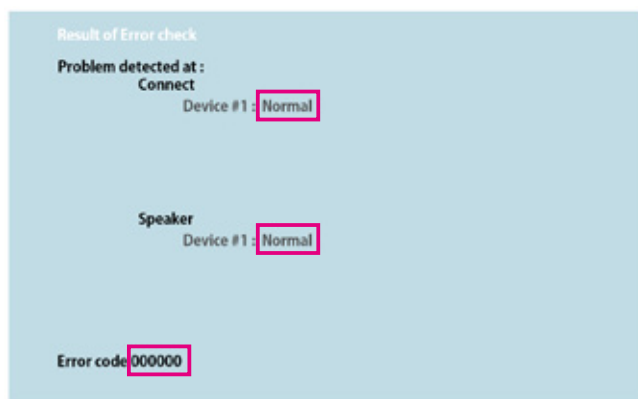 Result of Error check
Problem detected at :
Connect
Device #1 : Normal
Speaker
Device #1 : Normal
Error code 000000